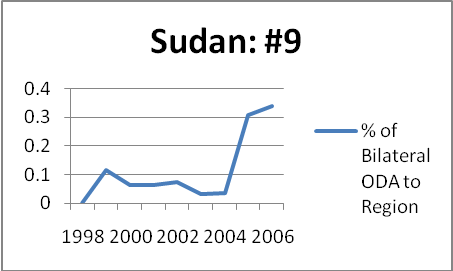 Sudan: #9
0.4
0.3
0.2
0.1
0
1998 2000 2002 2004 2006
% of
Bilateral
ODA to
Region